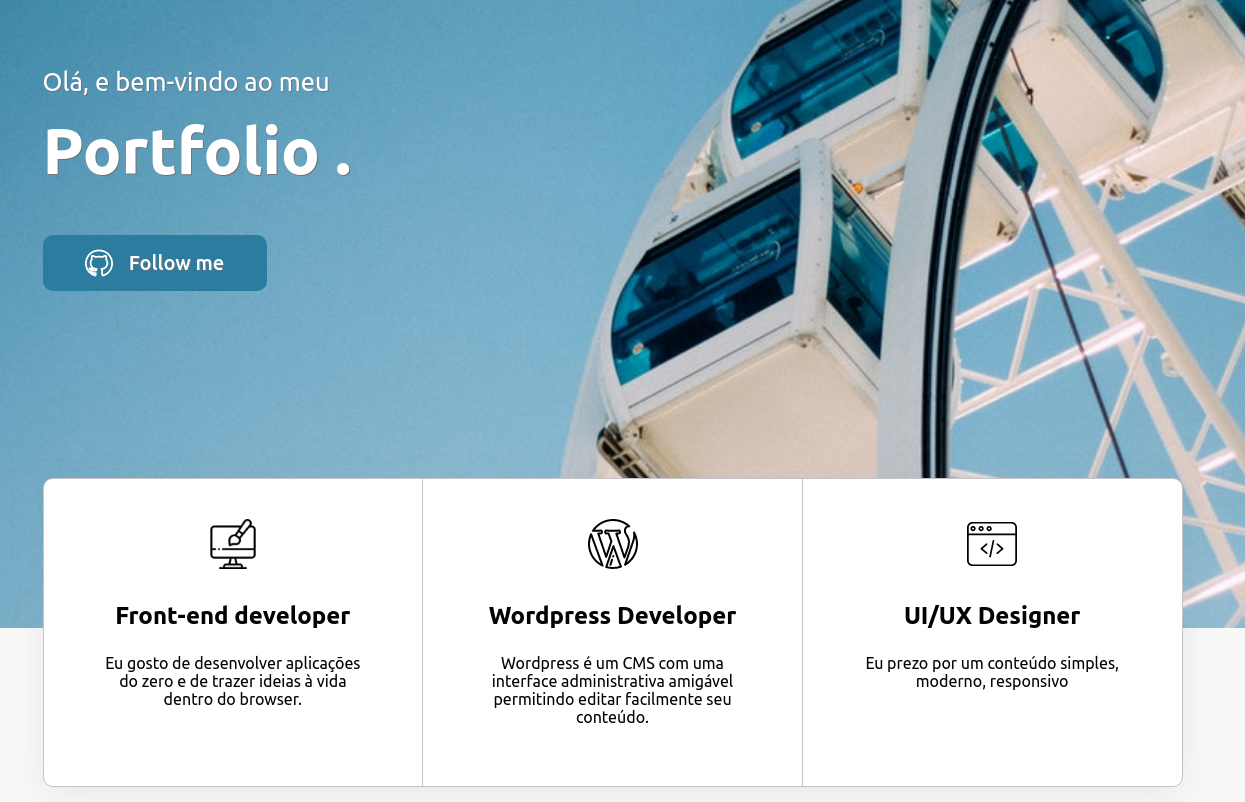 Olá, e bem-vindo ao meu
Portfolio .
Follow me
Front-end developer
Eu gosto de desenvolver aplicações
do zero e de trazer ideias à vida
dentro do browser.
Wordpress Developer
Wordpress é um CMS com uma
interface administrativa amigável
permitindo editar facilmente seu
conteúdo.
UI/UX Designer
Eu prezo por um conteúdo simples,
moderno, responsivo